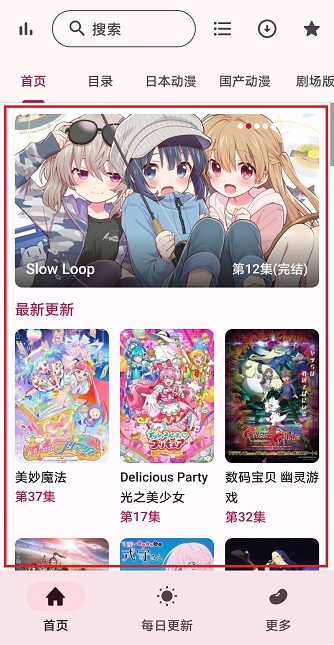 搜索
首页 目录 日本动漫 国产动漫 剧场版
Slow Loop 第12集(完结)
最新更新
美妙魔法 Delicious Party 数码宝贝 幽灵游
光之美少女 戏
第37集 第17集 第32集
首页 每日更新 更多